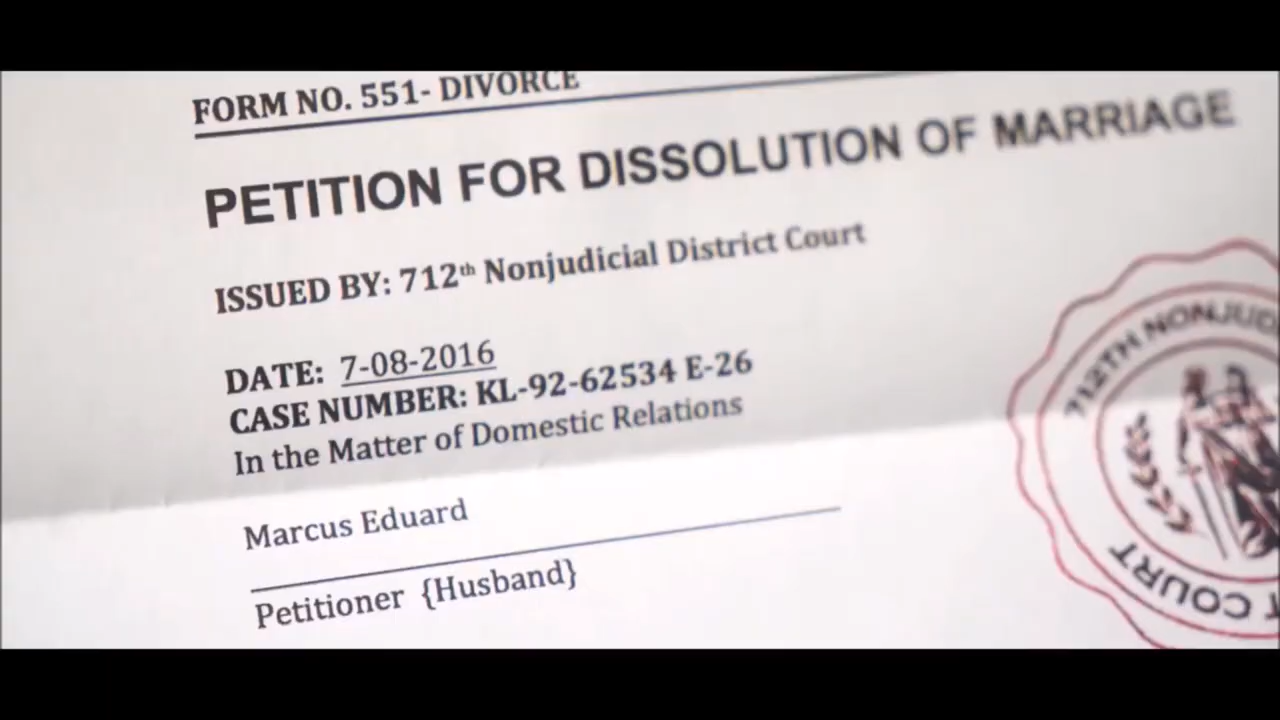 FORM NO. 551- DIVORCE
PETITION FOR DISSOLUTION OF MARRIAGE
ISSUED BY: 712th Nonjudicial District Court
DATE: 7-08-2016
CASE NUMBER: KL-92-62534 E-26
In the Matter of Domestic Relations
Marcus Eduard
Petitioner {Husband}
712TH NONJUD
COURT